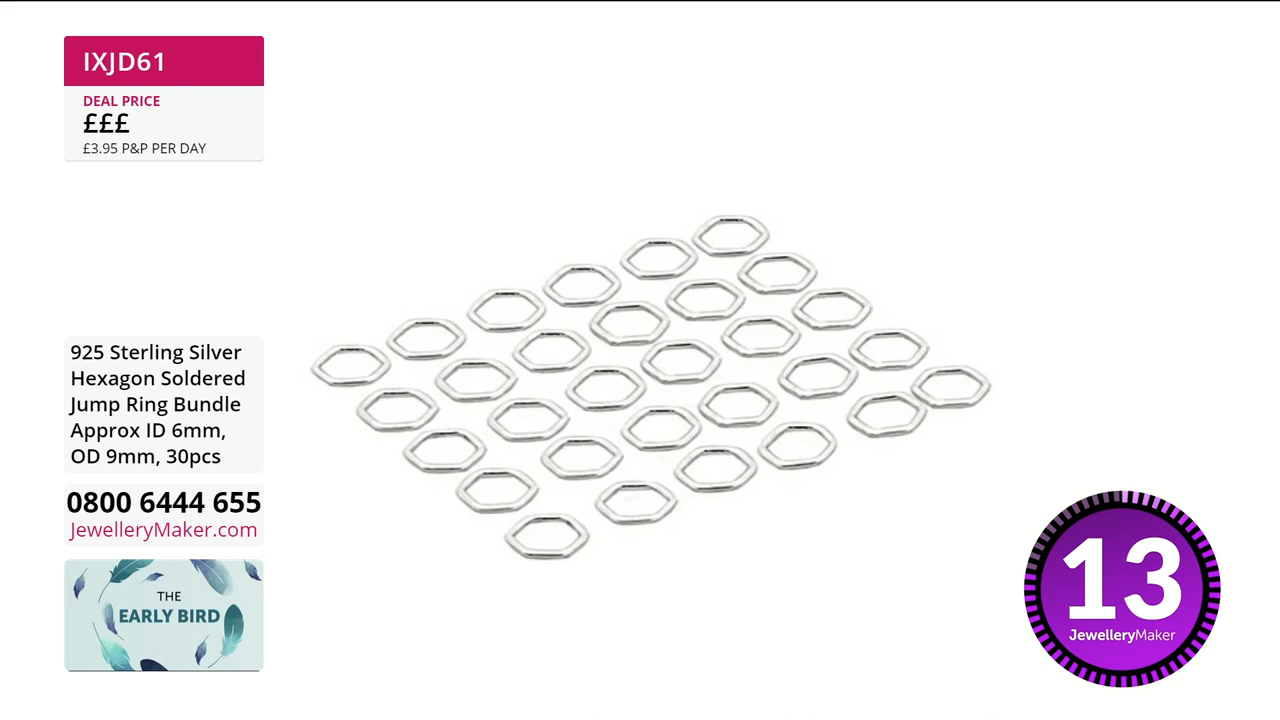 IXJD61
DEAL PRICE
£££
£3.95 P&P PER DAY
925 Sterling Silver
Hexagon Soldered
Jump Ring Bundle
Approx ID 6mm,
OD 9mm, 30pcs
0800 6444 655
JewelleryMaker.com
THE
EARLY BIRD
13
JewelleryMaker